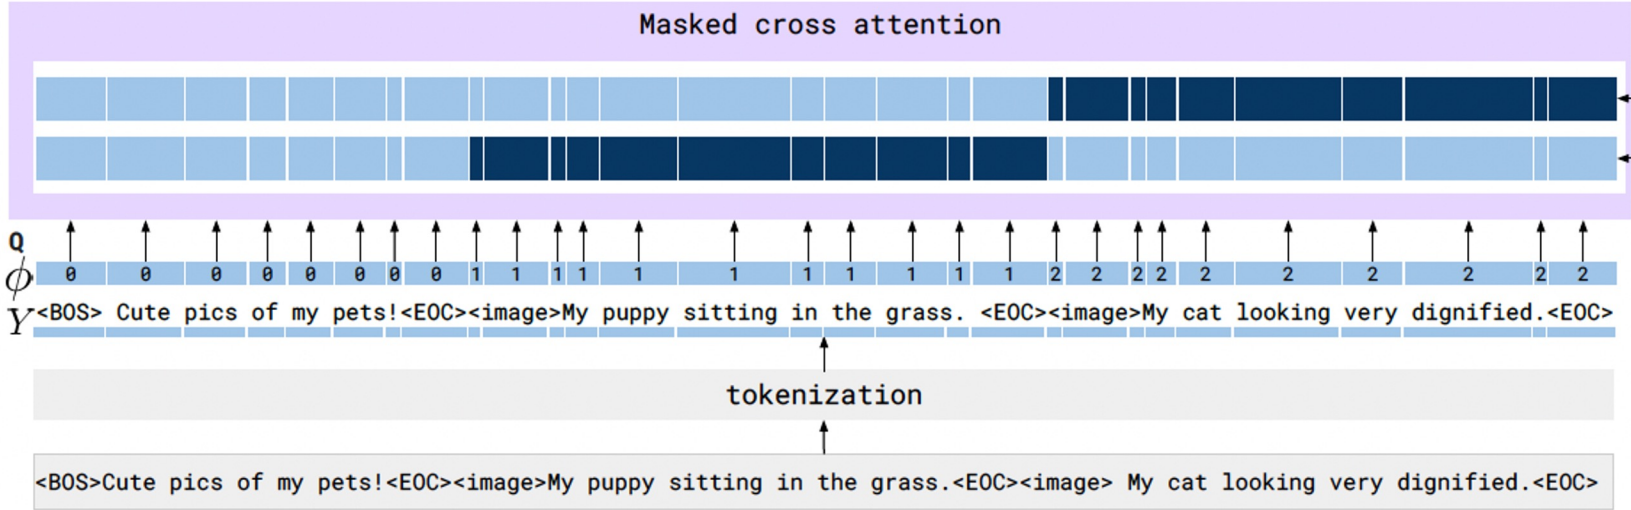 Masked cross attention
Q
ϕ 0 0 0 0 0 0 0 0 1 1 1 1 1 1 1 1 1 1 1 2 2 2 2 2 2 2 2 2 2
Y <BOS> Cute pics of my pets!<EOC><image>My puppy sitting in the grass. <EOC><image>My cat looking very dignified.<EOC>
tokenization
<BOS>Cute pics of my pets!<EOC><image>My puppy sitting in the grass.<EOC><image> My cat looking very dignified.<EOC>